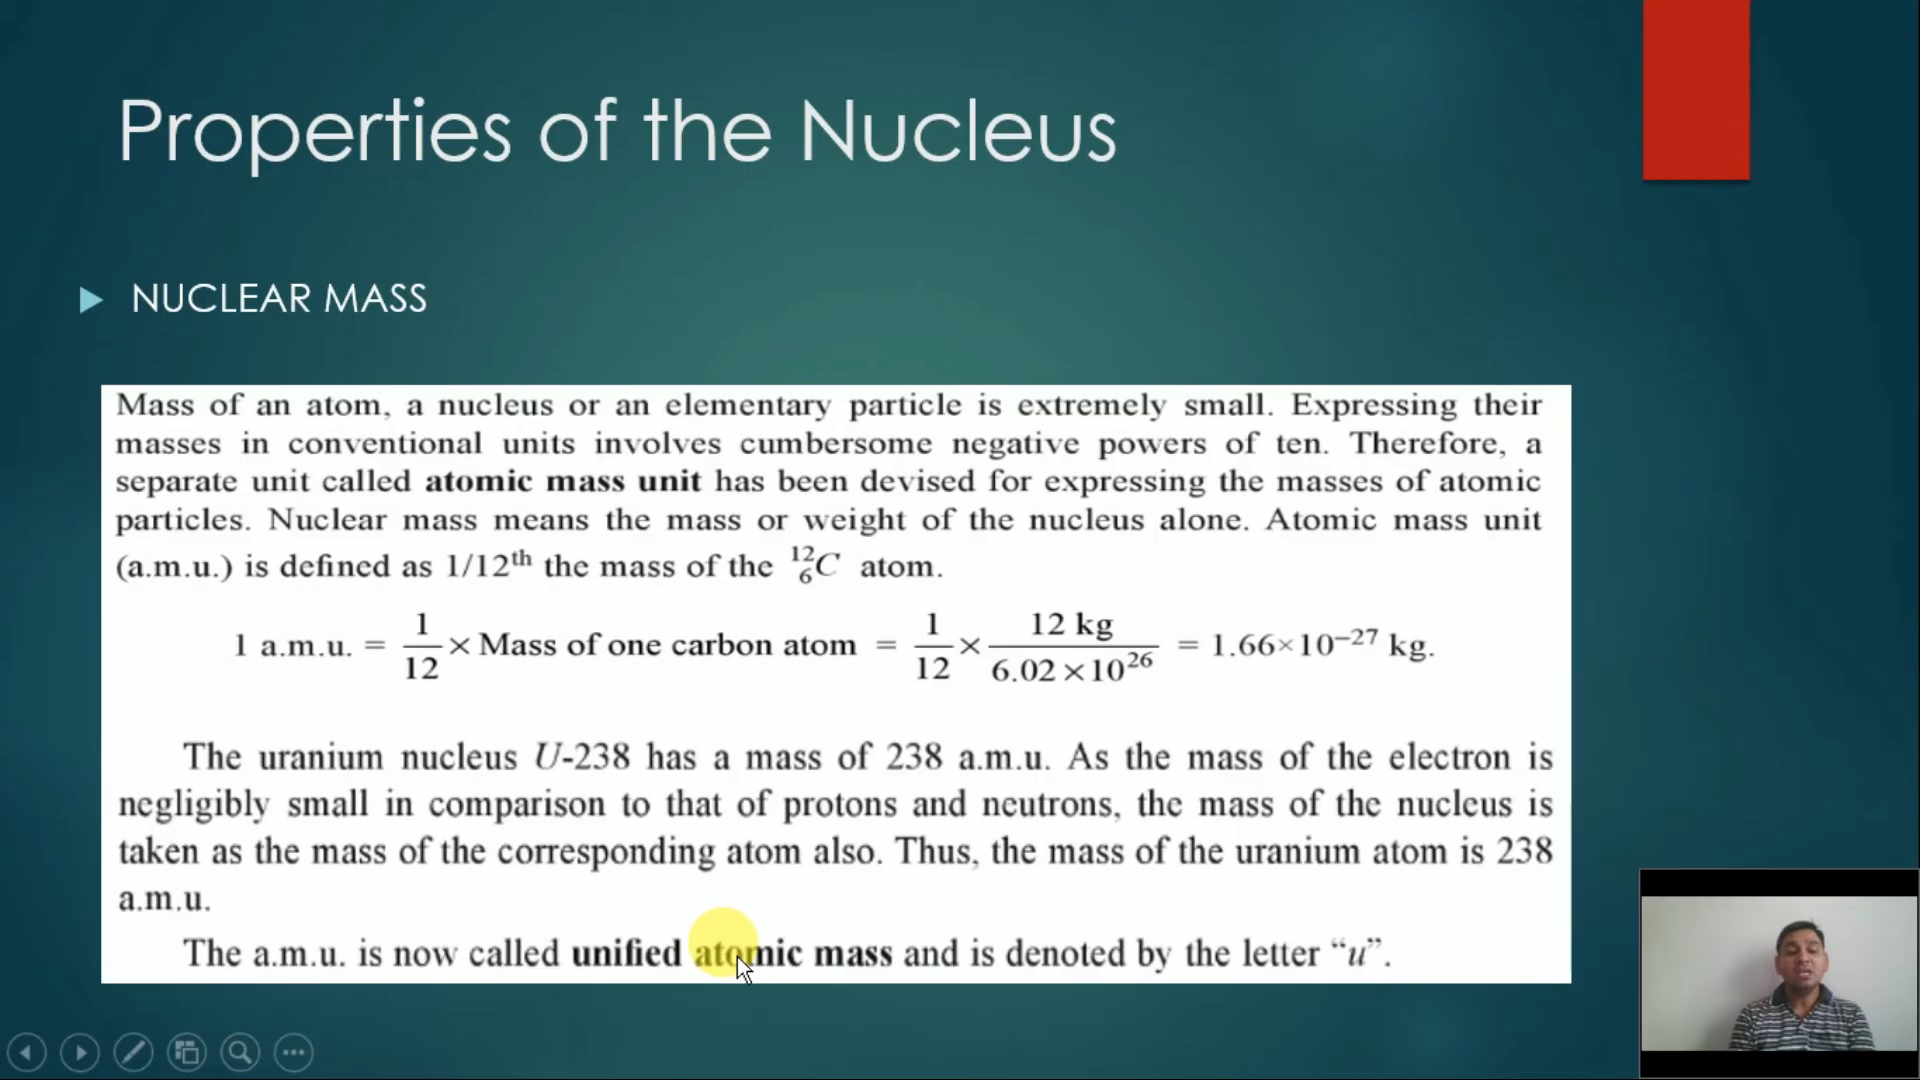 Properties of the Nucleus
NUCLEAR MASS
Mass of an atom, a nucleus or an elementary particle is extremely small. Expressing their
masses in conventional units involves cumbersome negative powers of ten. Therefore, a
separate unit called atomic mass unit has been devised for expressing the masses of atomic
particles. Nuclear mass means the mass or weight of the nucleus alone. Atomic mass unit
(a.m.u.) is defined as 1/12th the mass of the ¹²₆C atom.
1 a.m.u. = 1/12 × Mass of one carbon atom = 1/12 × 12 kg/6.02×10²⁶ = 1.66×10⁻²⁷ kg.
The uranium nucleus U-238 has a mass of 238 a.m.u. As the mass of the electron is
negligibly small in comparison to that of protons and neutrons, the mass of the nucleus is
taken as the mass of the corresponding atom also. Thus, the mass of the uranium atom is 238
a.m.u.
The a.m.u. is now called unified atomic mass and is denoted by the letter “u”.